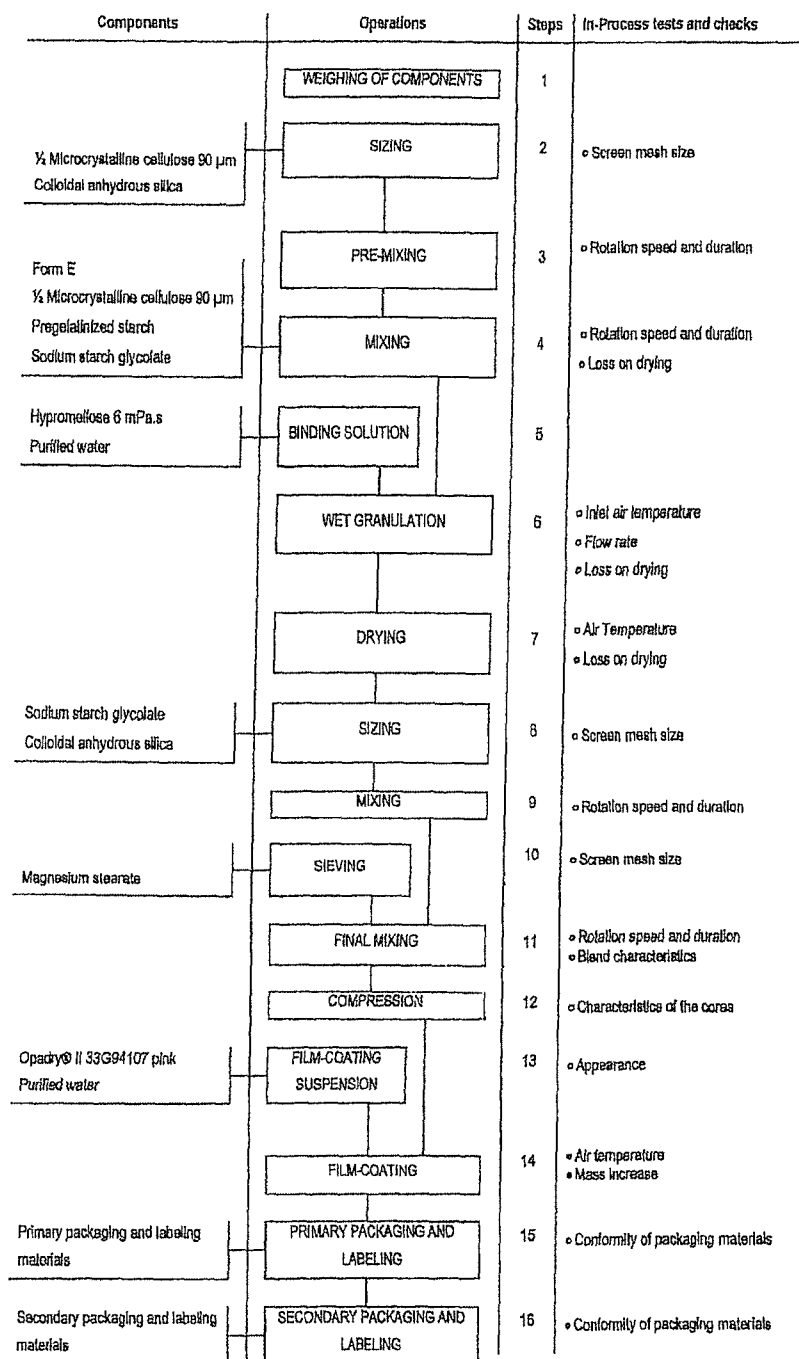 Components Operations Steps In-Process tests and checks
WEIGHING OF COMPONENTS 1
½ Microcrystalline cellulose 90 µm
Colloidal anhydrous silica
SIZING 2 Screen mesh size
PRE-MIXING 3 Rotation speed and duration
Form E
½ Microcrystalline cellulose 90 µm
Pregelatinized starch
Sodium starch glycolate
MIXING 4 Rotation speed and duration
Loss on drying
Hypromellose 6 mPa.s
Purified water
BINDING SOLUTION 5
WET GRANULATION 6 Inlet air temperature
Flow rate
Loss on drying
DRYING 7 Air Temperature
Loss on drying
Sodium starch glycolate
Colloidal anhydrous silica
SIZING 8 Screen mesh size
MIXING 9 Rotation speed and duration
Magnesium stearate
SIEVING 10 Screen mesh size
FINAL MIXING 11 Rotation speed and duration
Blend characteristics
COMPRESSION 12 Characteristics of the cores
Opadry® II 33G94107 pink
Purified water
FILM-COATING
SUSPENSION
13 Appearance
FILM-COATING 14 Air temperature
Mass increase
Primary packaging and labeling
materials
PRIMARY PACKAGING AND
LABELING
15 Conformity of packaging materials
Secondary packaging and labeling
materials
SECONDARY PACKAGING AND
LABELING
16 Conformity of packaging materials